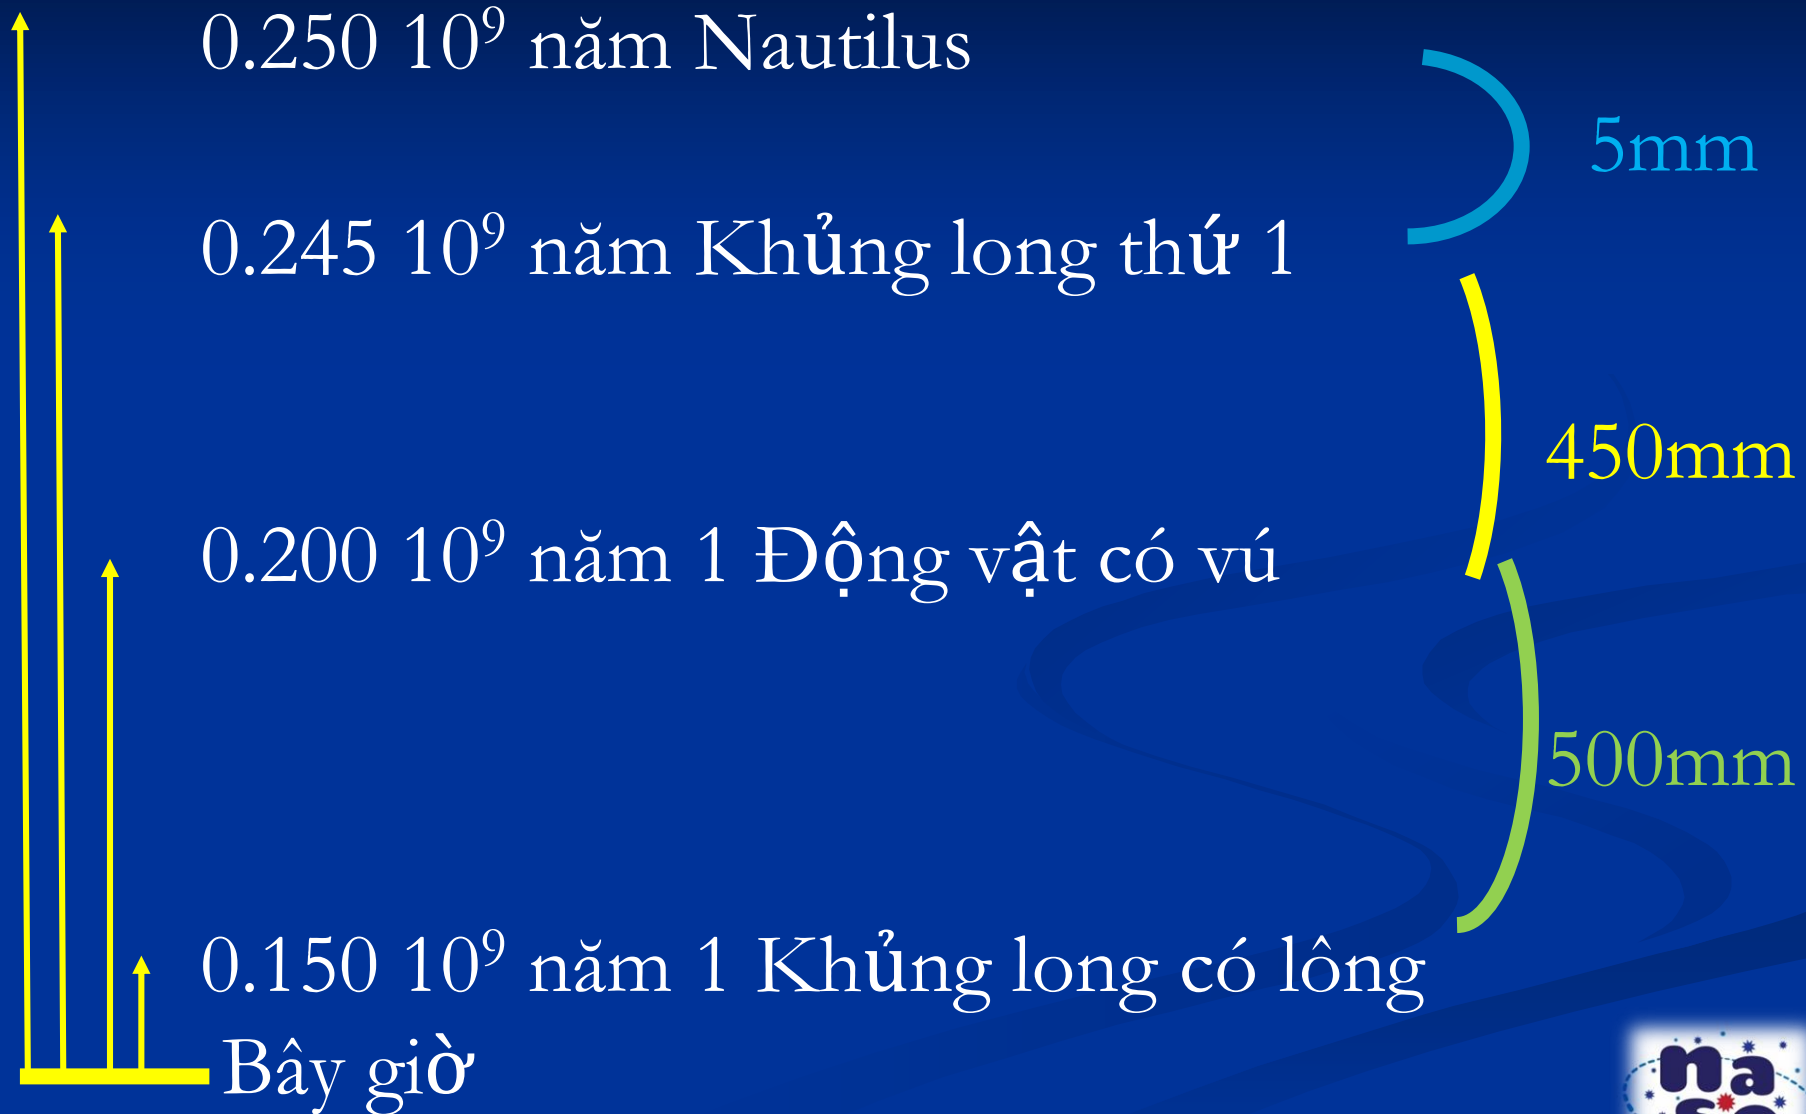 0.250 10⁹ năm Nautilus
5mm
0.245 10⁹ năm Khủng long thứ 1
450mm
0.200 10⁹ năm 1 Động vật có vú
500mm
0.150 10⁹ năm 1 Khủng long có lông
Bây giờ
na